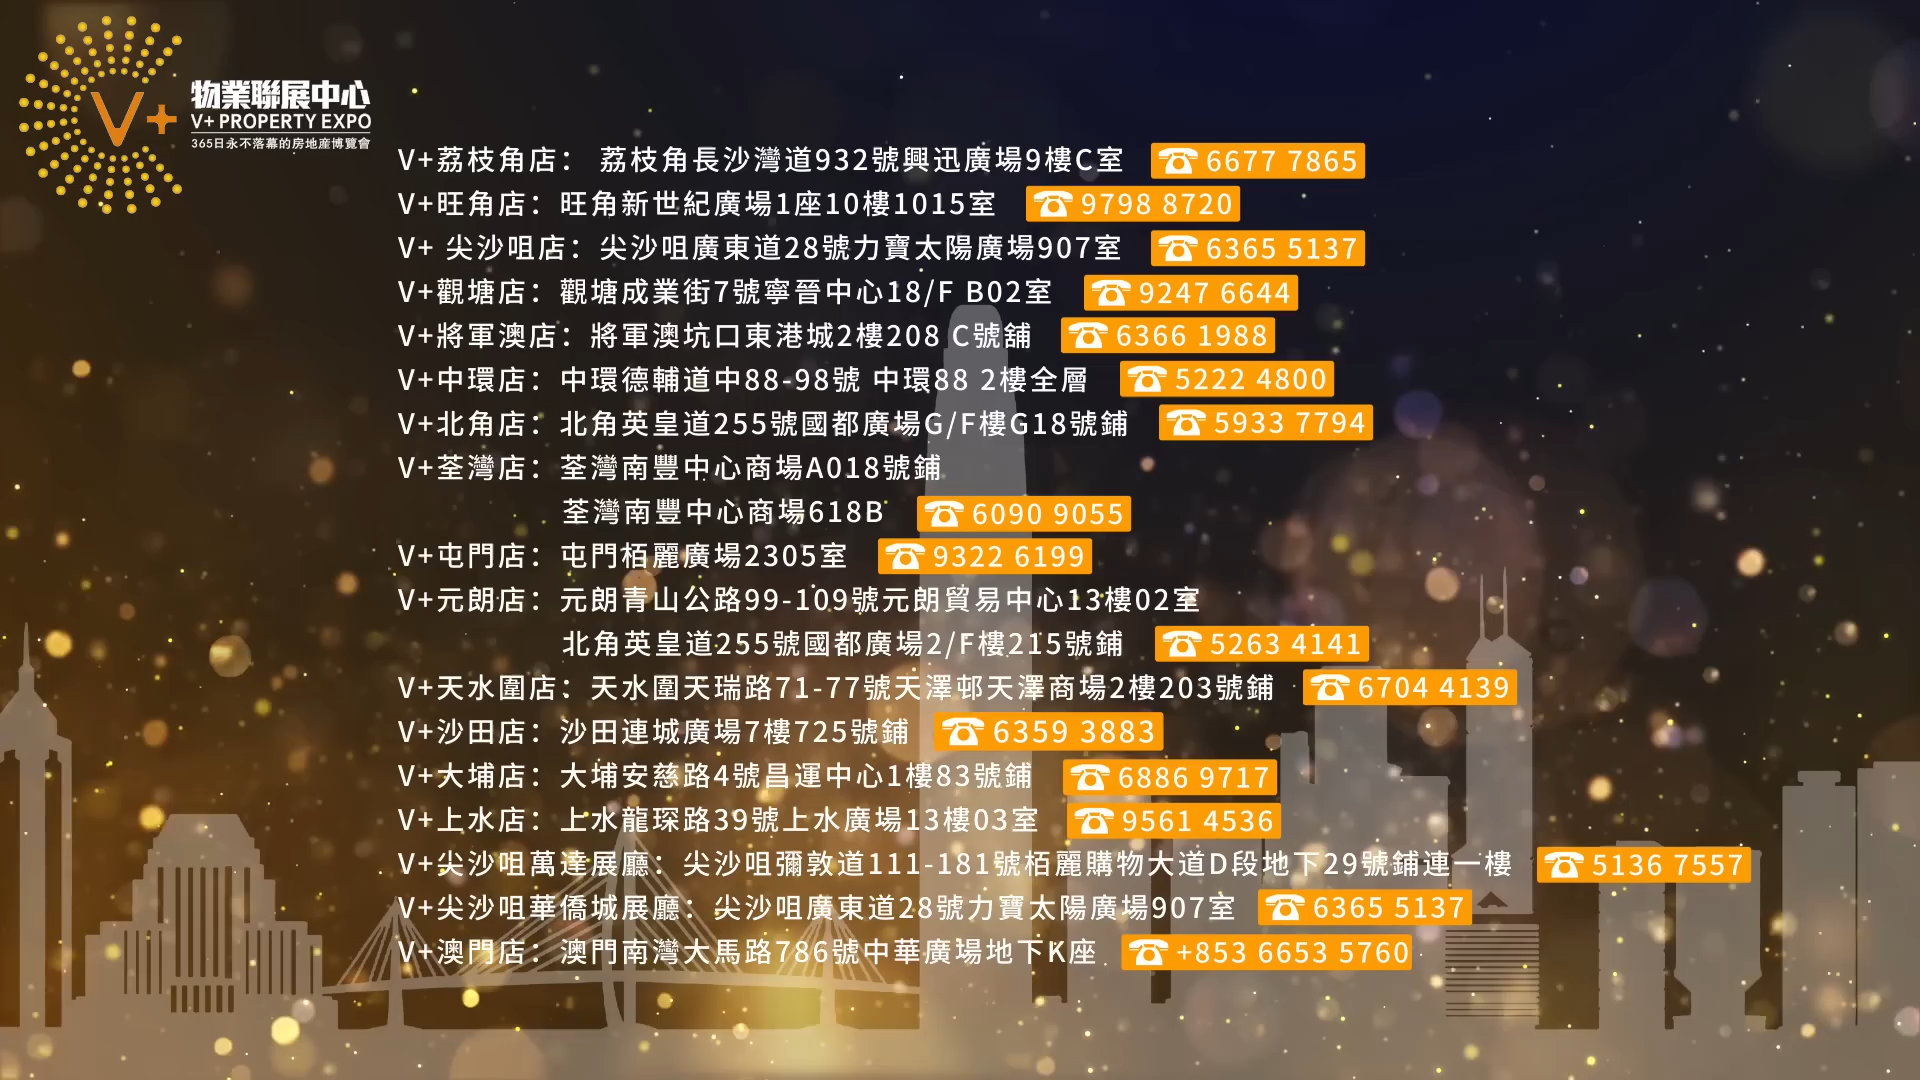 V+
物業聯展中心
V+ PROPERTY EXPO
365日永不落幕的房地產博覽會
V+荔枝角店： 荔枝角長沙灣道932號興迅廣場9樓C室 ☎ 6677 7865
V+旺角店：旺角新世紀廣場1座10樓1015室 ☎ 9798 8720
V+ 尖沙咀店：尖沙咀廣東道28號力寶太陽廣場907室 ☎ 6365 5137
V+觀塘店：觀塘成業街7號寧晉中心18/F B02室 ☎ 9247 6644
V+將軍澳店：將軍澳坑口東港城2樓208 C號舖 ☎ 6366 1988
V+中環店：中環德輔道中88-98號 中環88 2樓全層 ☎ 5222 4800
V+北角店：北角英皇道255號國都廣場G/F樓G18號鋪 ☎ 5933 7794
V+荃灣店：荃灣南豐中心商場A018號鋪
荃灣南豐中心商場618B ☎ 6090 9055
V+屯門店：屯門栢麗廣場2305室 ☎ 9322 6199
V+元朗店：元朗青山公路99-109號元朗貿易中心13樓02室
北角英皇道255號國都廣場2/F樓215號鋪 ☎ 5263 4141
V+天水圍店：天水圍天瑞路71-77號天澤邨天澤商場2樓203號鋪 ☎ 6704 4139
V+沙田店：沙田連城廣場7樓725號鋪 ☎ 6359 3883
V+大埔店：大埔安慈路4號昌運中心1樓83號鋪 ☎ 6886 9717
V+上水店：上水龍琛路39號上水廣場13樓03室 ☎ 9561 4536
V+尖沙咀萬達展廳：尖沙咀彌敦道111-181號栢麗購物大道D段地下29號鋪連一樓 ☎ 5136 7557
V+尖沙咀華僑城展廳：尖沙咀廣東道28號力寶太陽廣場907室 ☎ 6365 5137
V+澳門店：澳門南灣大馬路786號中華廣場地下K座 ☎ +853 6653 5760